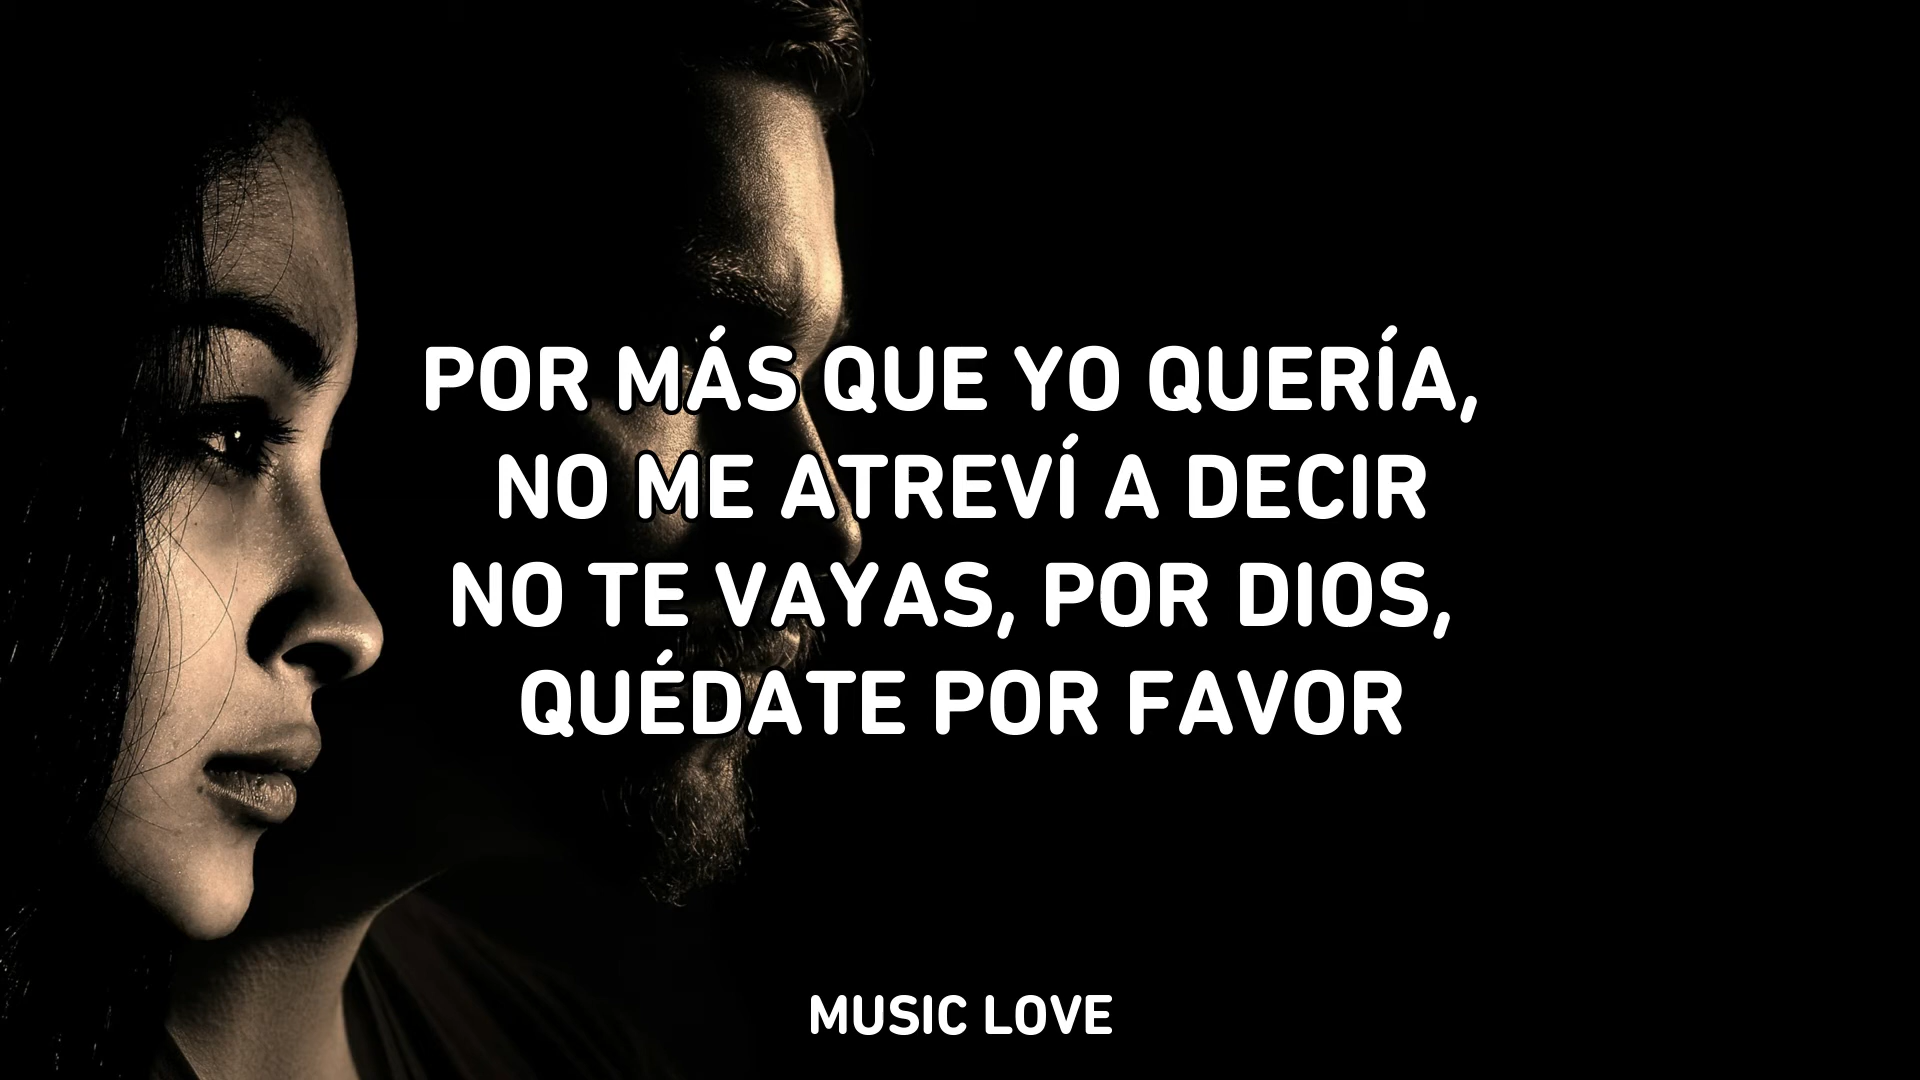 POR MÁS QUE YO QUERÍA,
NO ME ATREVÍ A DECIR
NO TE VAYAS, POR DIOS,
QUÉDATE POR FAVOR
MUSIC LOVE